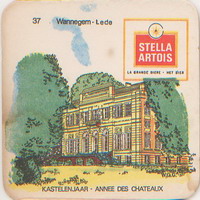 37 Wannegem-Lede
STELLA
ARTOIS
LA GRANDE BIERE - HET BIER
KASTELENJAAR - ANNEE DES CHATEAUX